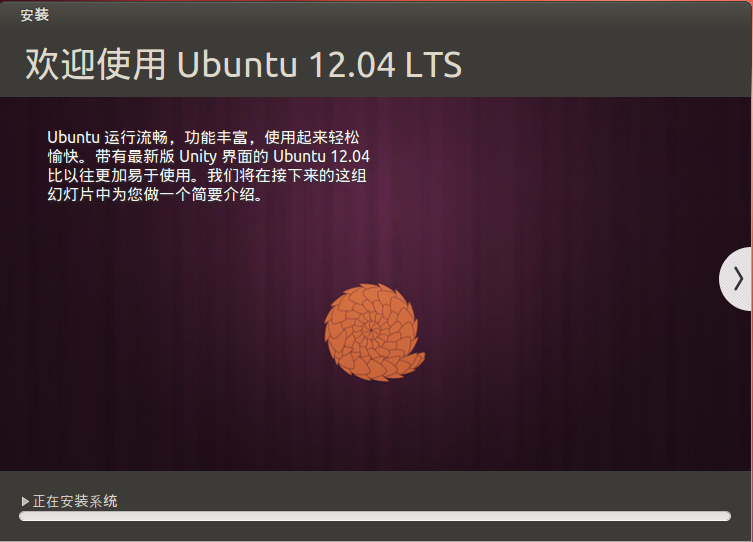 安装
欢迎使用 Ubuntu 12.04 LTS
Ubuntu 运行流畅，功能丰富，使用起来轻松
愉快。带有最新版 Unity 界面的 Ubuntu 12.04
比以往更加易于使用。我们将在接下来的这组
幻灯片中为您做一个简要介绍。
正在安装系统